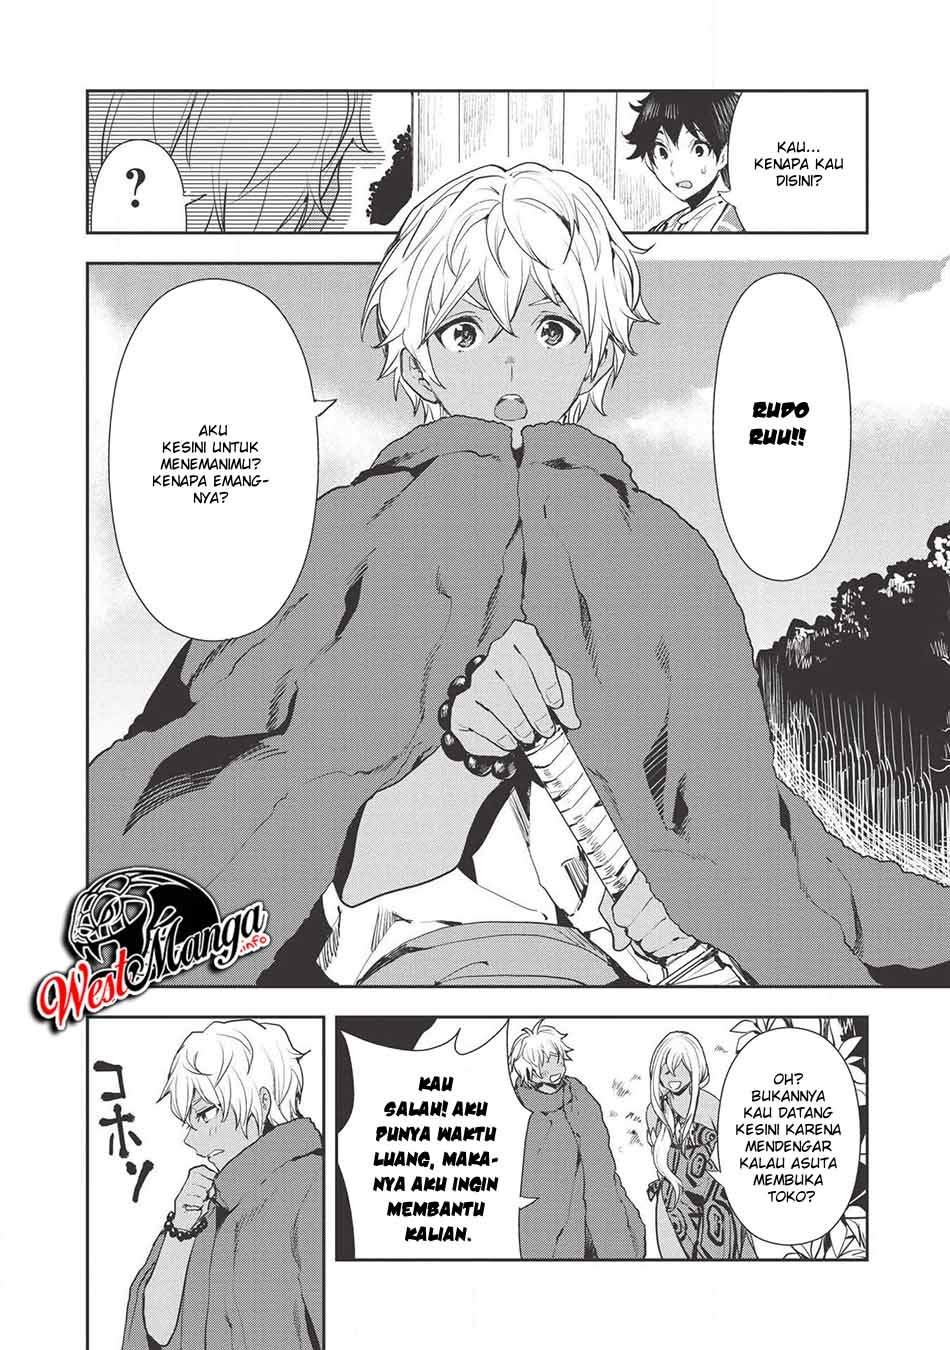 KAU...
KENAPA KAU
DISINI?
?
RUDO
RUU!!
AKU
KESINI UNTUK
MENEMANIMU?
KENAPA EMANG-
NYA?
WestManga
.info
OH?
BUKANNYA
KAU DATANG
KESINI KARENA
MENDENGAR
KALAU ASUTA
MEMBUKA
TOKO?
KAU
SALAH! AKU
PUNYA WAKTU
LUANG, MAKA-
NYA AKU INGIN
MEMBANTU
KALIAN.
コホッ